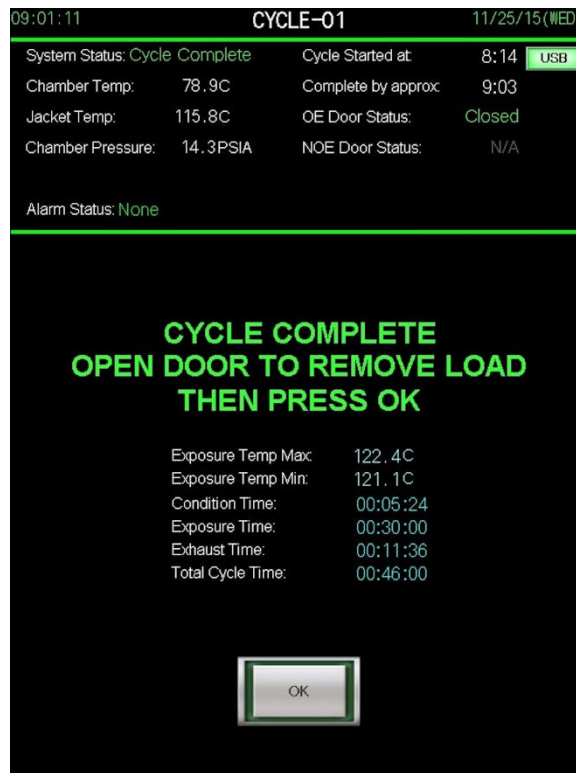 09:01:11 CYCLE-01 11/25/15(WED
System Status: Cycle Complete Cycle Started at: 8:14 USB
Chamber Temp: 78.9C Complete by approx: 9:03
Jacket Temp: 115.8C OE Door Status: Closed
Chamber Pressure: 14.3PSIA NOE Door Status: N/A
Alarm Status: None
CYCLE COMPLETE
OPEN DOOR TO REMOVE LOAD
THEN PRESS OK
Exposure Temp Max: 122.4C
Exposure Temp Min: 121.1C
Condition Time: 00:05:24
Exposure Time: 00:30:00
Exhaust Time: 00:11:36
Total Cycle Time: 00:46:00
OK